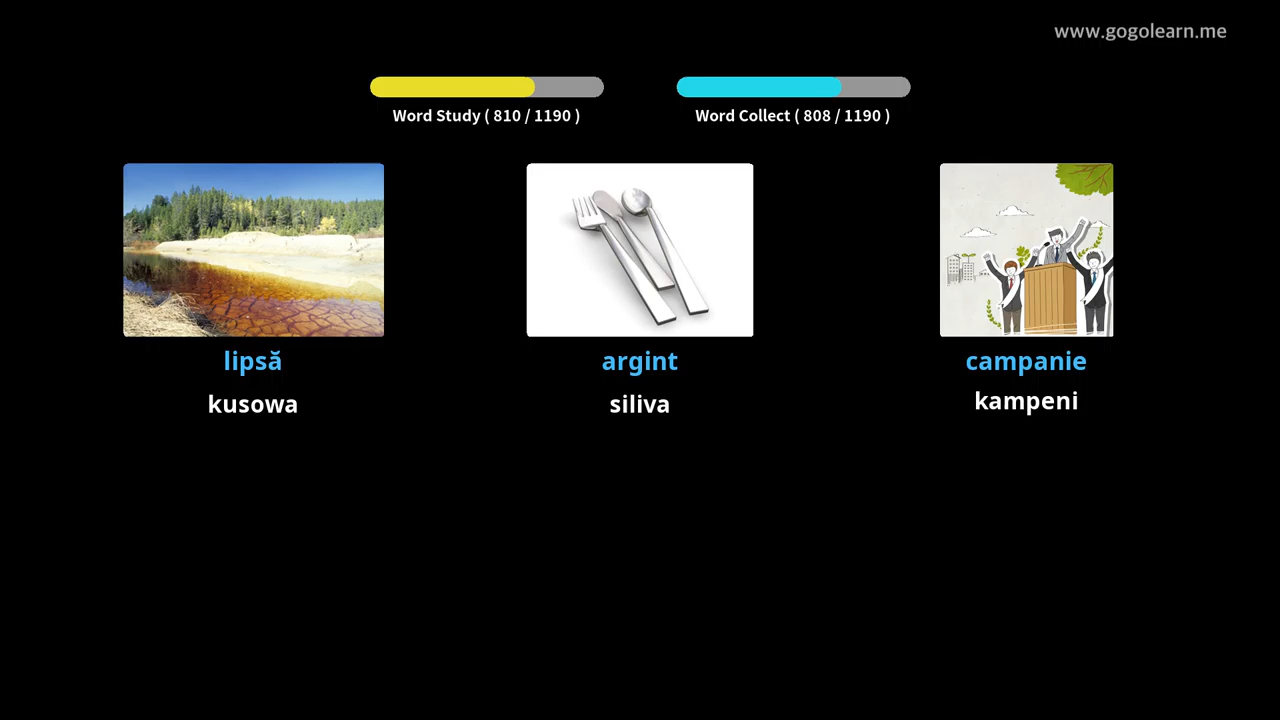 www.gogolearn.me
Word Study ( 810 / 1190 )
Word Collect ( 808 / 1190 )
lipsă
kusowa
argint
siliva
campanie
kampeni